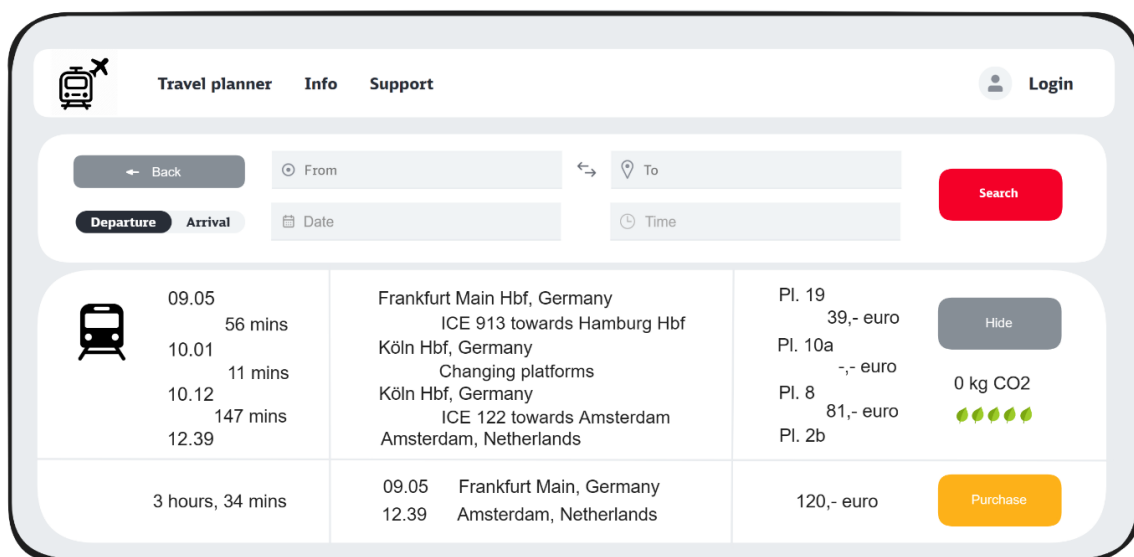 Travel planner Info Support Login
← Back From To
Search
Departure Arrival Date Time
09.05 Frankfurt Main Hbf, Germany Pl. 19
56 mins ICE 913 towards Hamburg Hbf 39,- euro
Hide
10.01 Köln Hbf, Germany Pl. 10a
11 mins Changing platforms -,- euro
0 kg CO2
10.12 Köln Hbf, Germany Pl. 8
147 mins ICE 122 towards Amsterdam 81,- euro
12.39 Amsterdam, Netherlands Pl. 2b
09.05 Frankfurt Main, Germany
3 hours, 34 mins 120,- euro Purchase
12.39 Amsterdam, Netherlands